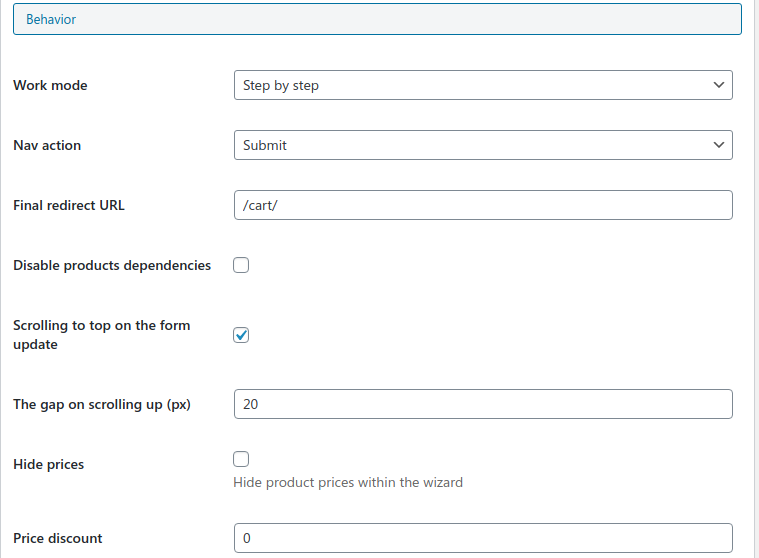 Behavior
Work mode
Step by step
Nav action
Submit
Final redirect URL
/cart/
Disable products dependencies
Scrolling to top on the form
update
The gap on scrolling up (px)
20
Hide prices
Hide product prices within the wizard
Price discount
0